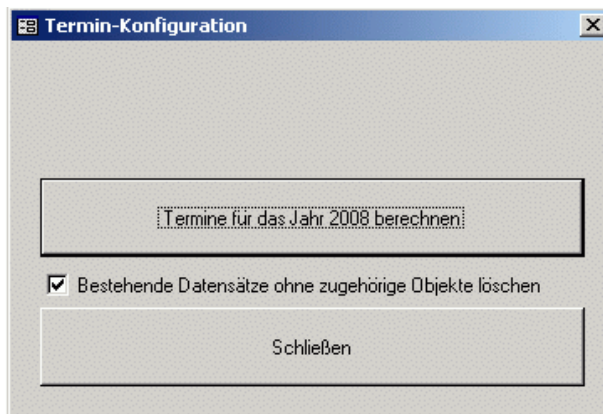 Termin-Konfiguration
Termine für das Jahr 2008 berechnen
Bestehende Datensätze ohne zugehörige Objekte löschen
Schließen